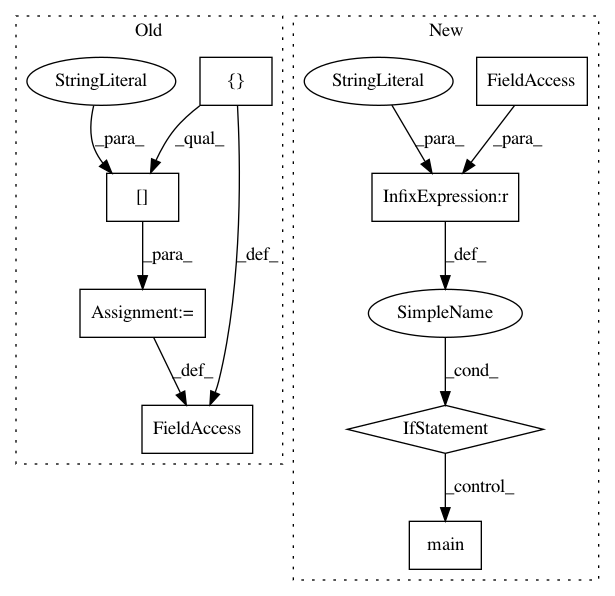 Old
StringLiteral
{}
_para_
_qual_
[]
_para_
_def_
Assignment:=
_def_
FieldAccess
New
StringLiteral
FieldAccess
_para_
_para_
InfixExpression:r
_def_
SimpleName
_cond_
IfStatement
_control_
main